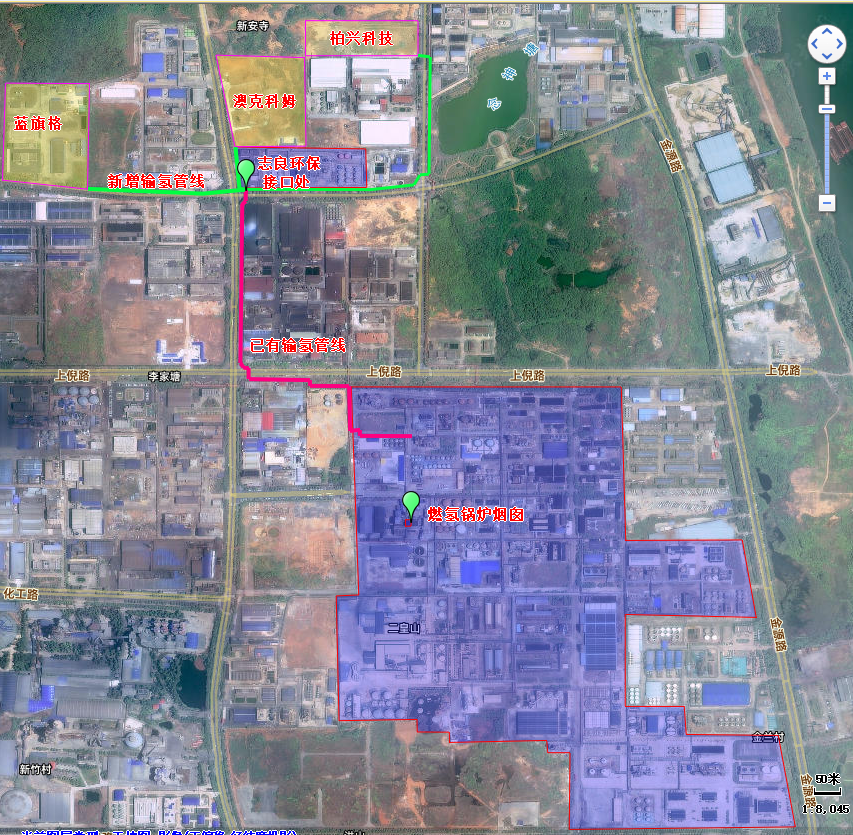 新安寺
柏兴科技
澳克科姆
蓝旗格
志良环保
接口处
新增输氢管线
金源路
已有输氢管线
上倪路
李家塘
上倪路
上倪路
上倪路
燃氢锅炉烟囱
化工路
二皇山
金源路
金兰村
新竹村
金源路
50米
1:8,045